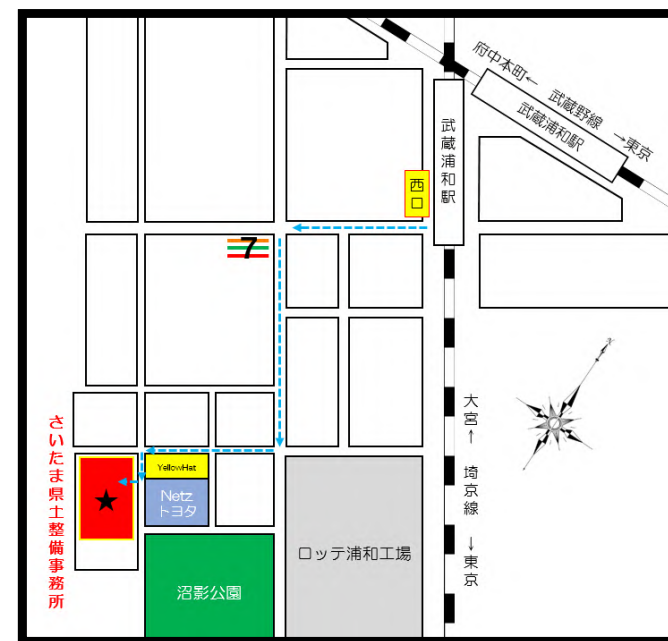 府中本町← 武蔵野線 →東京
武蔵浦和駅
武蔵浦和駅
西口
7
大宮← 埼京線 →東京
さいたま県土整備事務所
YellowHat
Netz
トヨタ
ロッテ浦和工場
沼影公園